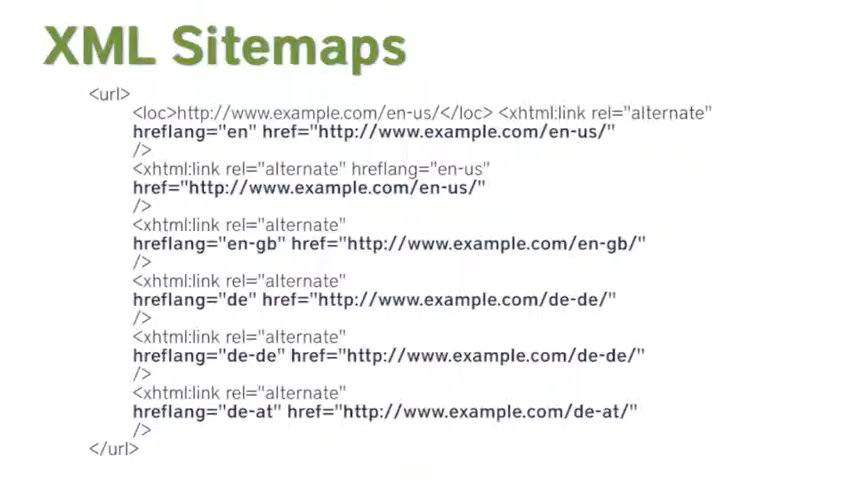 XML Sitemaps
<url>
<loc>http://www.example.com/en-us/</loc> <xhtml:link rel="alternate"
hreflang="en" href="http://www.example.com/en-us/"
/>
<xhtml:link rel="alternate" hreflang="en-us"
href="http://www.example.com/en-us/"
/>
<xhtml:link rel="alternate"
hreflang="en-gb" href="http://www.example.com/en-gb/"
/>
<xhtml:link rel="alternate"
hreflang="de" href="http://www.example.com/de-de/"
/>
<xhtml:link rel="alternate"
hreflang="de-de" href="http://www.example.com/de-de/"
/>
<xhtml:link rel="alternate"
hreflang="de-at" href="http://www.example.com/de-at/"
/>
</url>